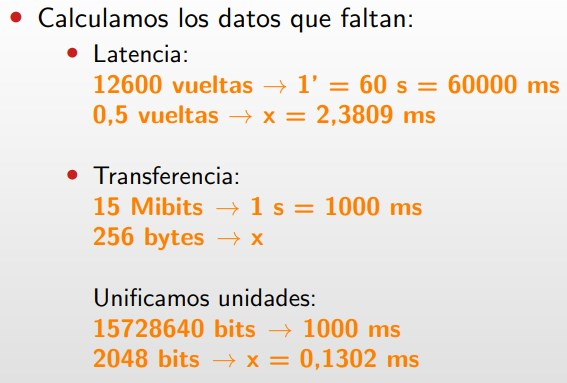 • Calculamos los datos que faltan:
• Latencia:
12600 vueltas → 1' = 60 s = 60000 ms
0,5 vueltas → x = 2,3809 ms
• Transferencia:
15 Mibits → 1 s = 1000 ms
256 bytes → x
Unificamos unidades:
15728640 bits → 1000 ms
2048 bits → x = 0,1302 ms